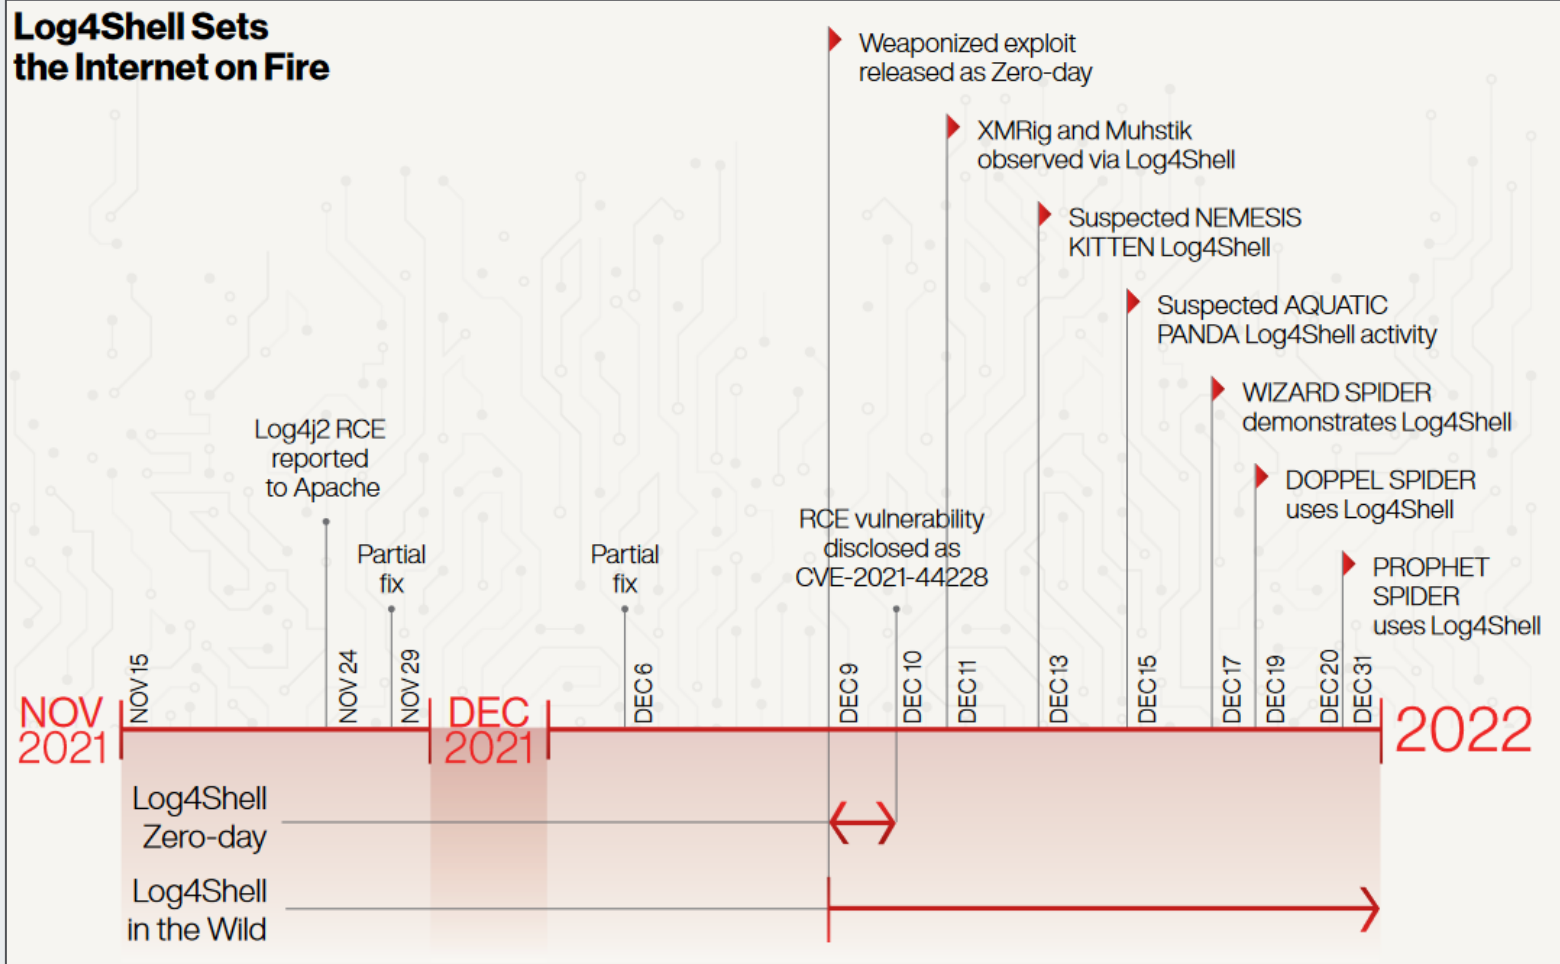 Log4Shell Sets
the Internet on Fire
Weaponized exploit
released as Zero-day
XMRig and Muhstik
observed via Log4Shell
Suspected NEMESIS
KITTEN Log4Shell
Suspected AQUATIC
PANDA Log4Shell activity
WIZARD SPIDER
demonstrates Log4Shell
DOPPEL SPIDER
uses Log4Shell
PROPHET
SPIDER
uses Log4Shell
Log4j2 RCE
reported
to Apache
Partial
fix
Partial
fix
RCE vulnerability
disclosed as
CVE-2021-44228
NOV
2021
NOV 15
NOV 24
NOV 29
DEC
2021
DEC 6
DEC 9
DEC 10
DEC 11
DEC 13
DEC 15
DEC 17
DEC 19
DEC 20
DEC 31
2022
Log4Shell
Zero-day
Log4Shell
in the Wild